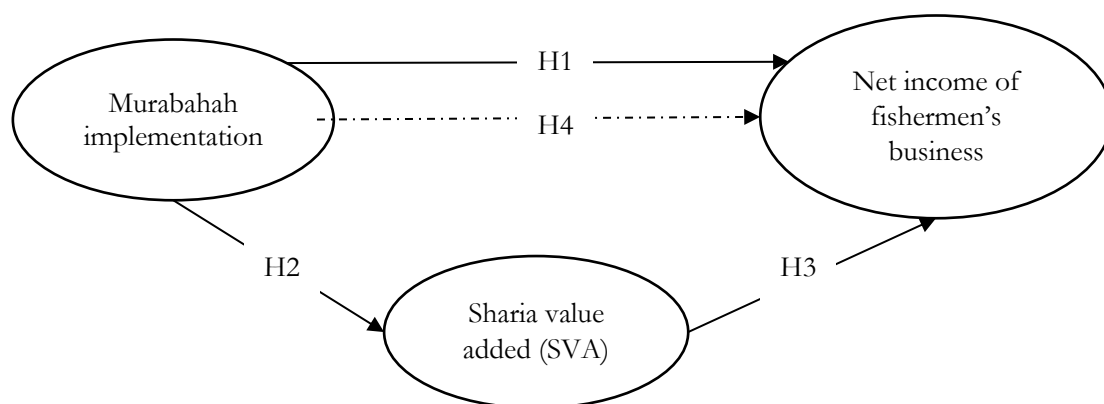 H1
Murabahah
implementation
Net income of
fishermen’s
business
H4
H2
H3
Sharia value
added (SVA)